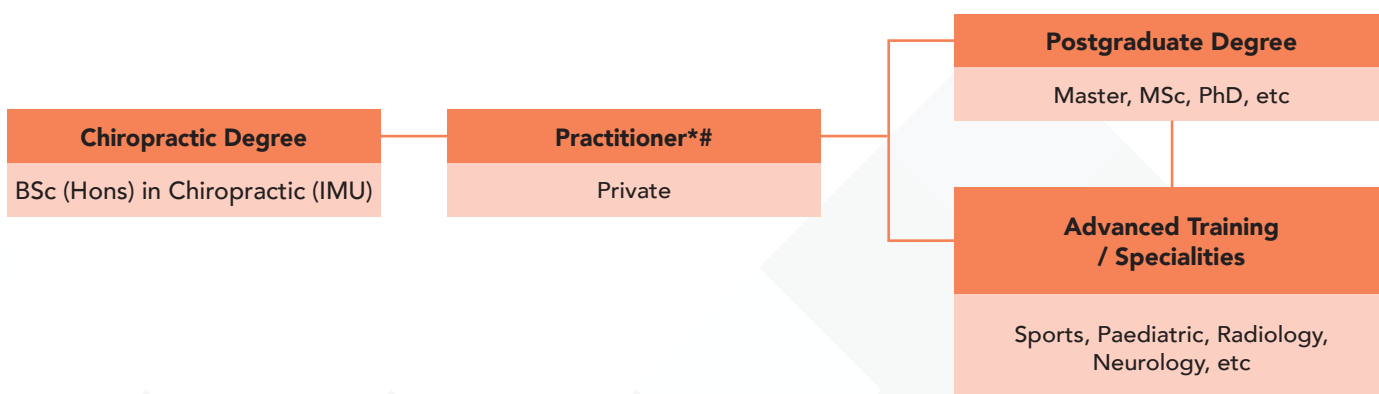 Chiropractic Degree
BSc (Hons) in Chiropractic (IMU)
Practitioner*#
Private
Postgraduate Degree
Master, MSc, PhD, etc
Advanced Training
/ Specialities
Sports, Paediatric, Radiology,
Neurology, etc